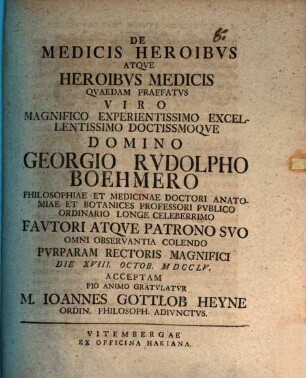 DE
MEDICIS HEROIBVS
ATQVE
HEROIBVS MEDICIS
QVAEDAM PRAEFATVS
VIRO
MAGNIFICO EXPERIENTISSIMO EXCEL-
LENTISSIMO DOCTISSMOQVE
DOMINO
GEORGIO RVDOLPHO
BOEHMERO
PHILOSOPHIAE ET MEDICINAE DOCTORI ANATO-
MIAE ET BOTANICES PROFESSORI PVBLICO
ORDINARIO LONGE CELEBERRIMO
FAVTORI ATQVE PATRONO SVO
OMNI OBSERVANTIA COLENDO
PVRPVRAM RECTORIS MAGNIFICI
DIE XVIII. OCTOB. MDCCLV.
ACCEPTAM
PIO ANIMO GRATVLATVR
M. IOANNES GOTTLOB HEYNE
ORDIN. PHILOSOPH. ADIVNCTVS.
VITEMBERGAE
EX OFFICINA HAKIANA.